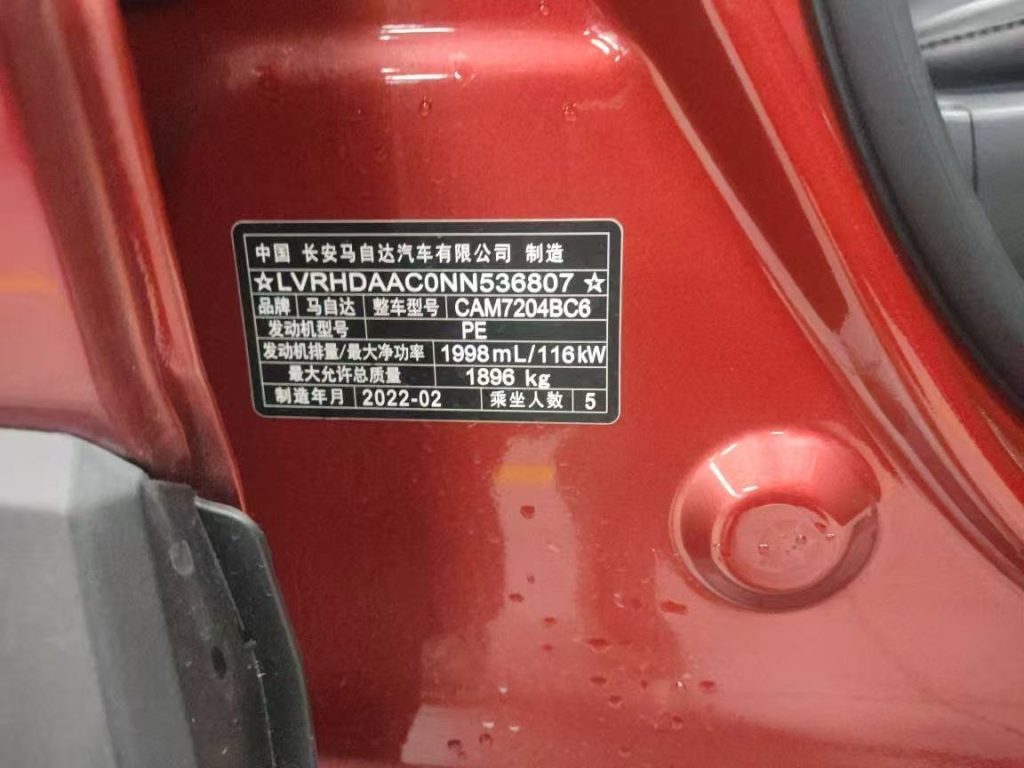 中国 长安马自达汽车有限公司 制造
☆LVRHDAAC0NN536807☆
品牌 马自达 整车型号 CAM7204BC6
发动机型号 PE
发动机排量/最大净功率 1998mL/116kW
最大允许总质量 1896 kg
制造年月 2022-02 乘坐人数 5